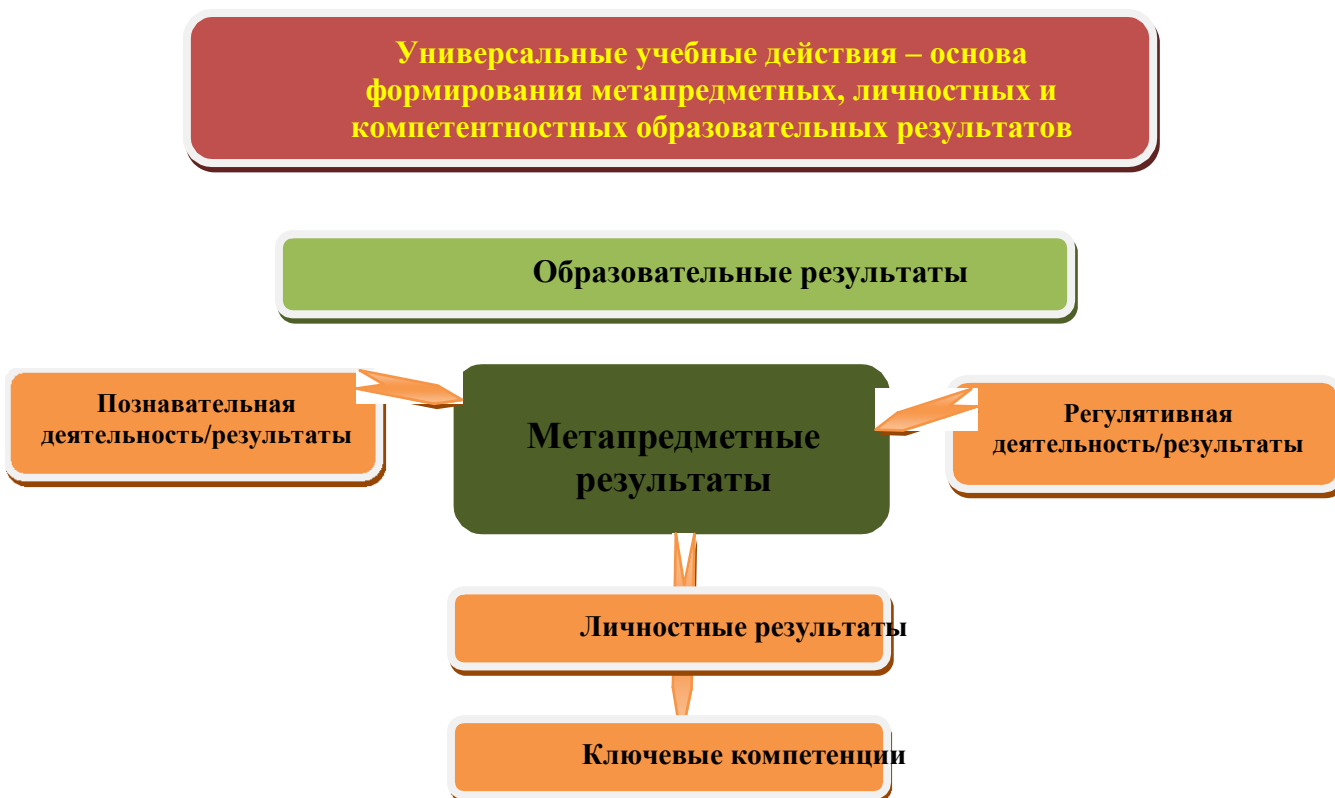 Универсальные учебные действия – основа
формирования метапредметных, личностных и
компетентностных образовательных результатов
Образовательные результаты
Познавательная
деятельность/результаты
Метапредметные
результаты
Регулятивная
деятельность/результаты
Личностные результаты
Ключевые компетенции